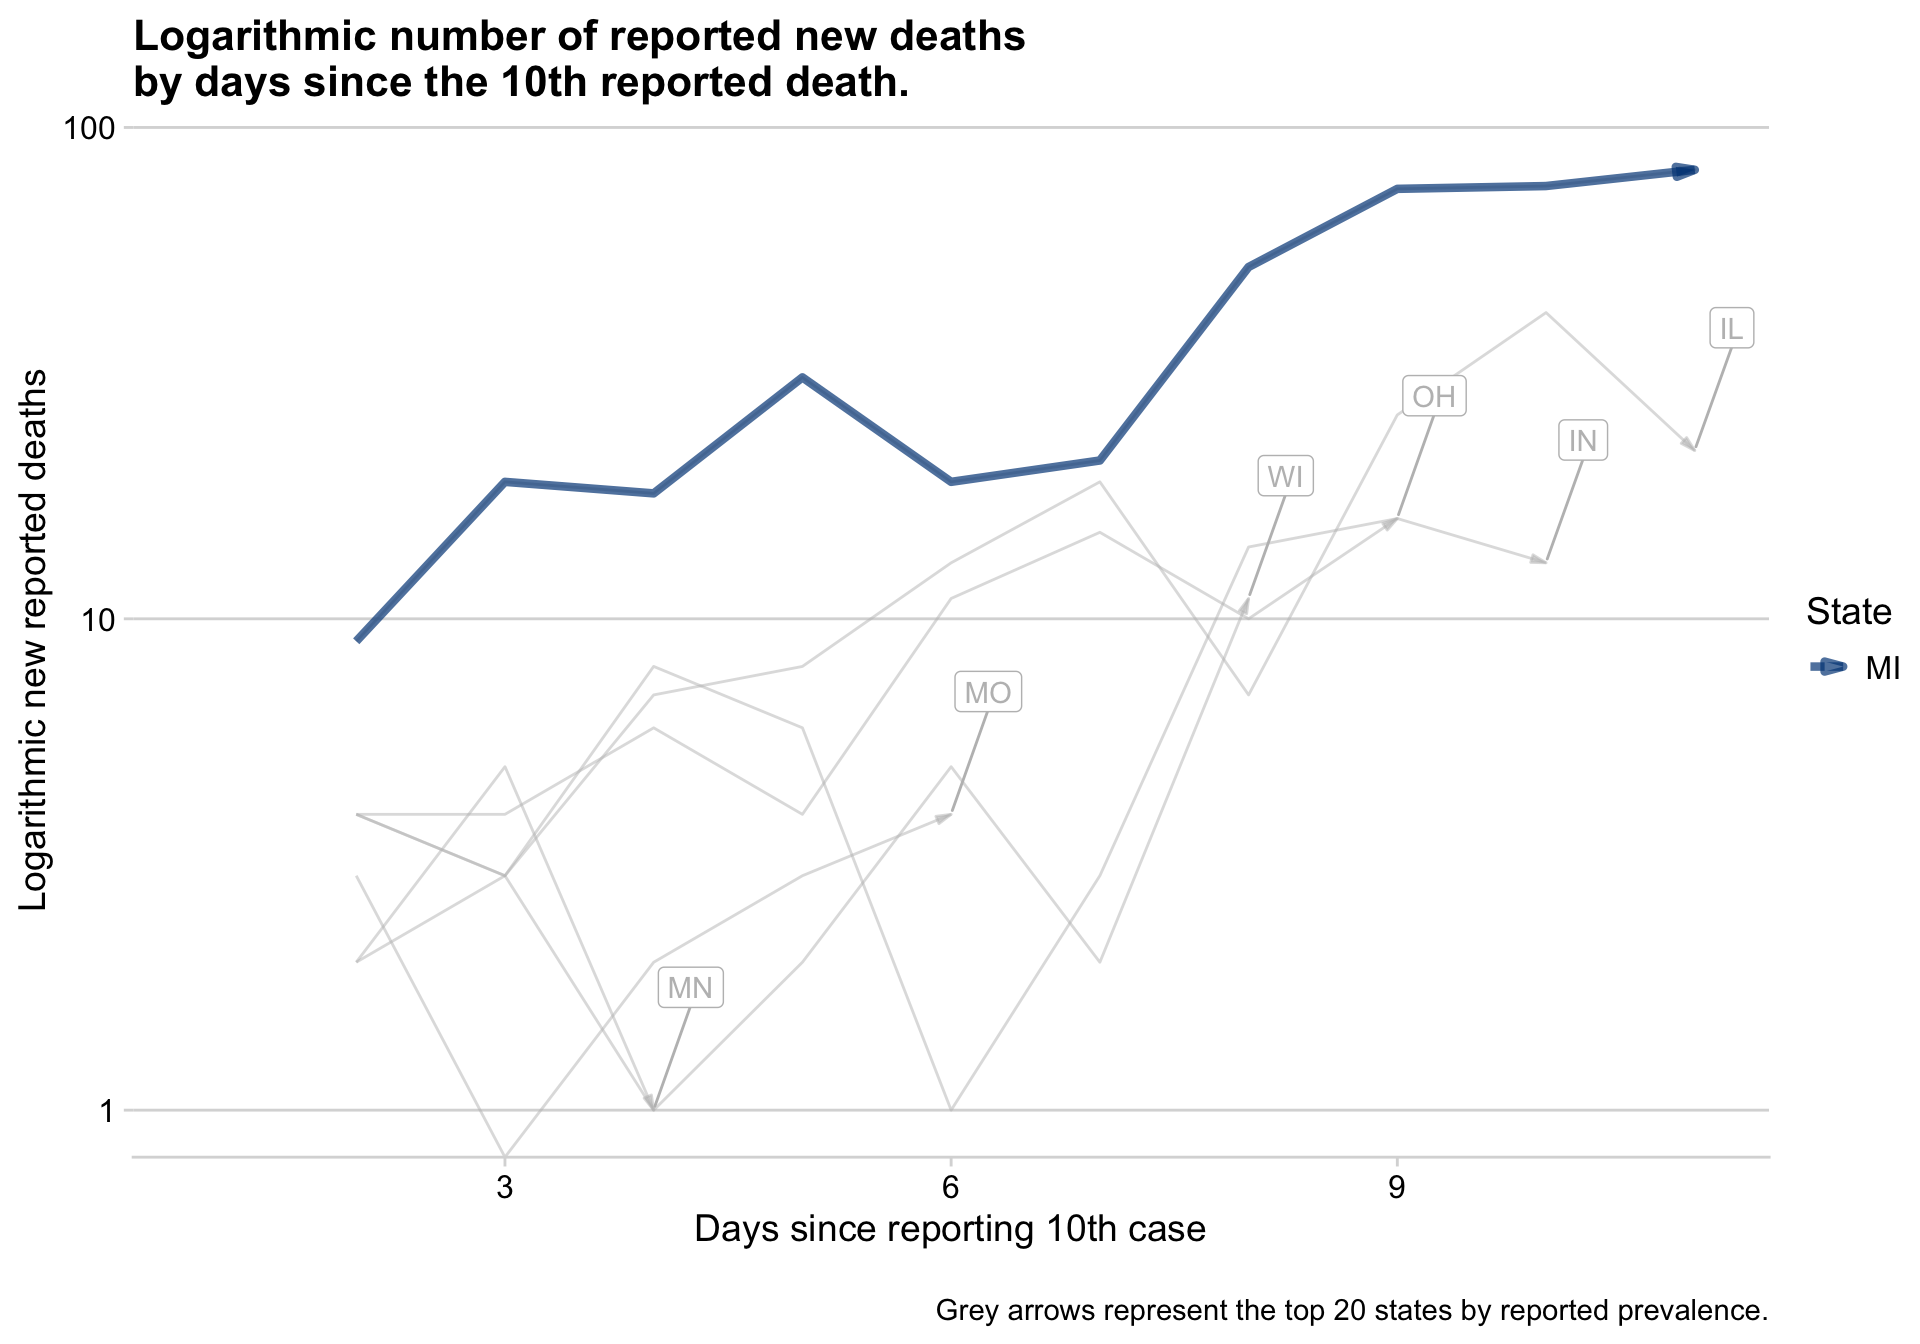 Logarithmic number of reported new deaths
by days since the 10th reported death.
100
10
1
Logarithmic new reported deaths
IL
OH
IN
WI
MO
MN
State
MI
3
6
9
Days since reporting 10th case
Grey arrows represent the top 20 states by reported prevalence.